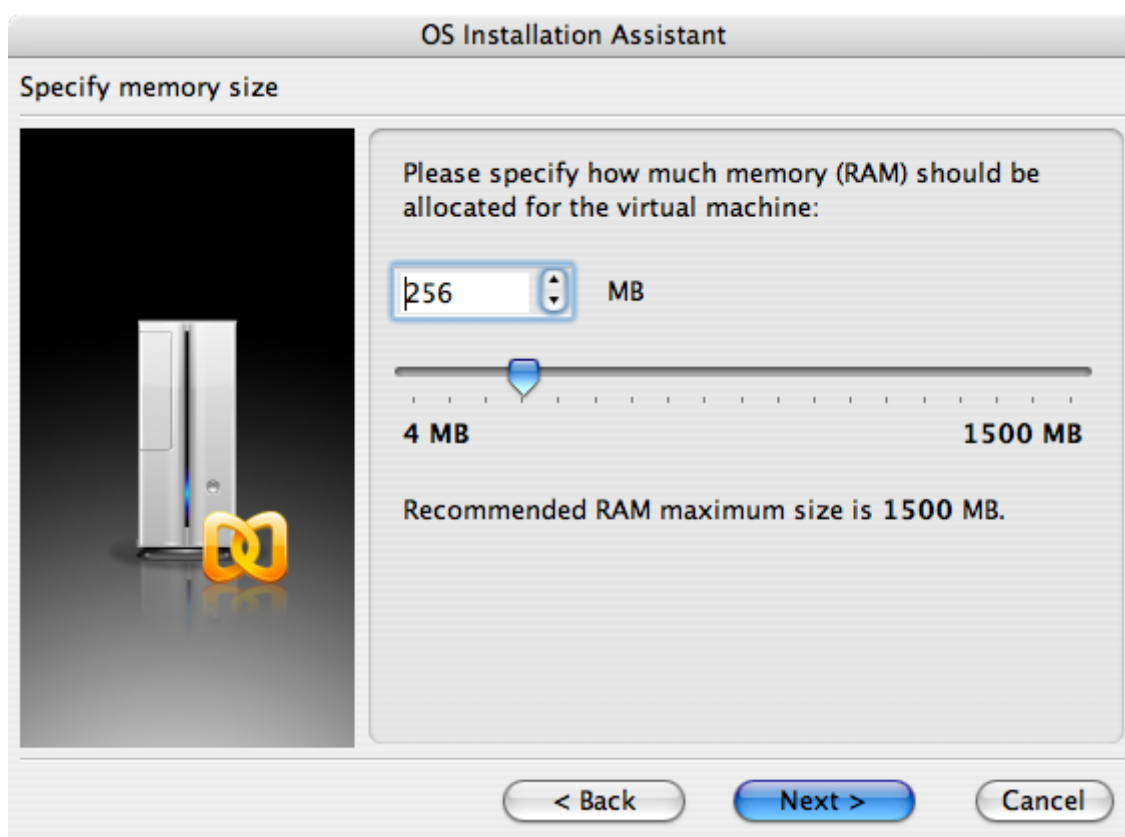 OS Installation Assistant
Specify memory size
Please specify how much memory (RAM) should be
allocated for the virtual machine:
256 MB
4 MB 1500 MB
Recommended RAM maximum size is 1500 MB.
< Back Next > Cancel